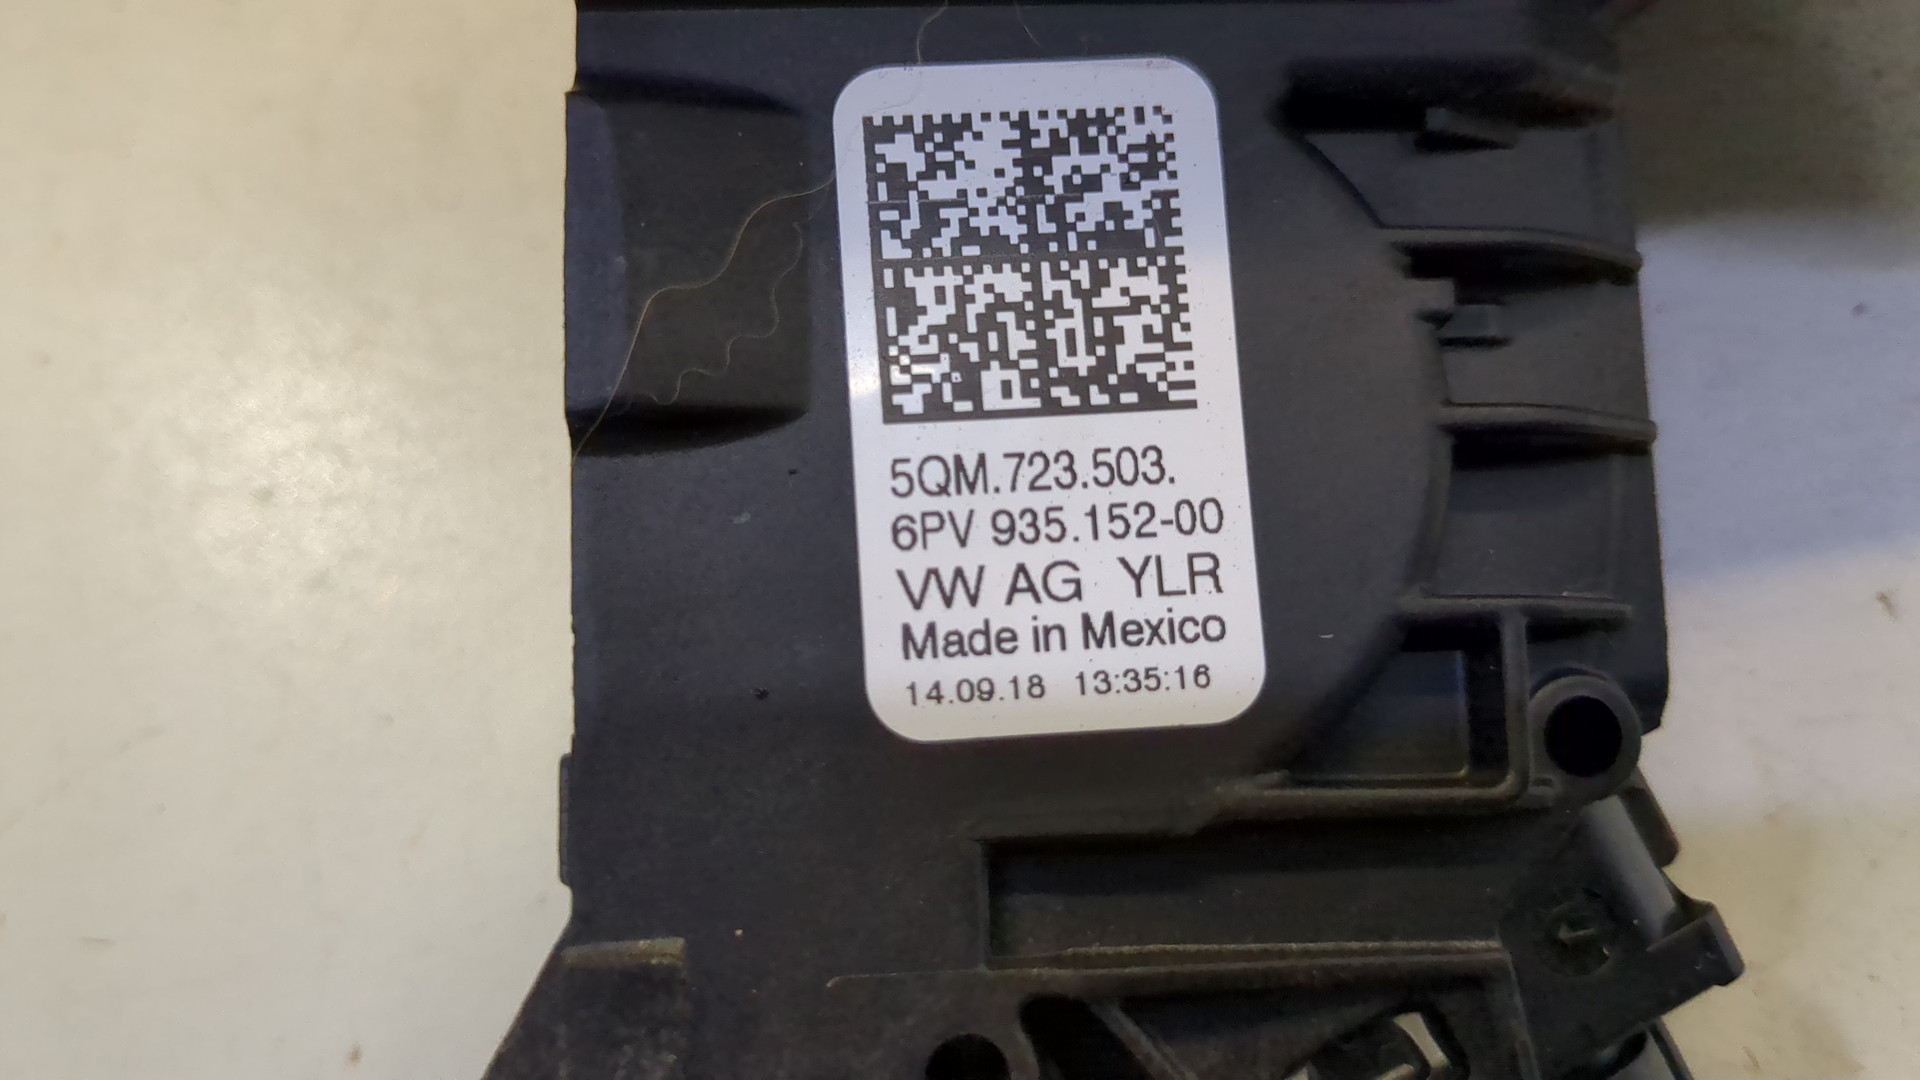 5QM.723.503.
6PV 935.152-00
VW AG YLR
Made in Mexico
14.09.18 13:35:16